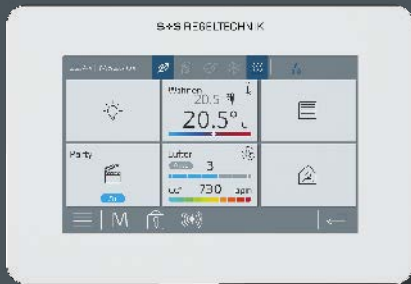 S+S REGELTECHNIK
Wohnen
20.5
20.5°c
Party
Lüfter
3
730 ppm
M